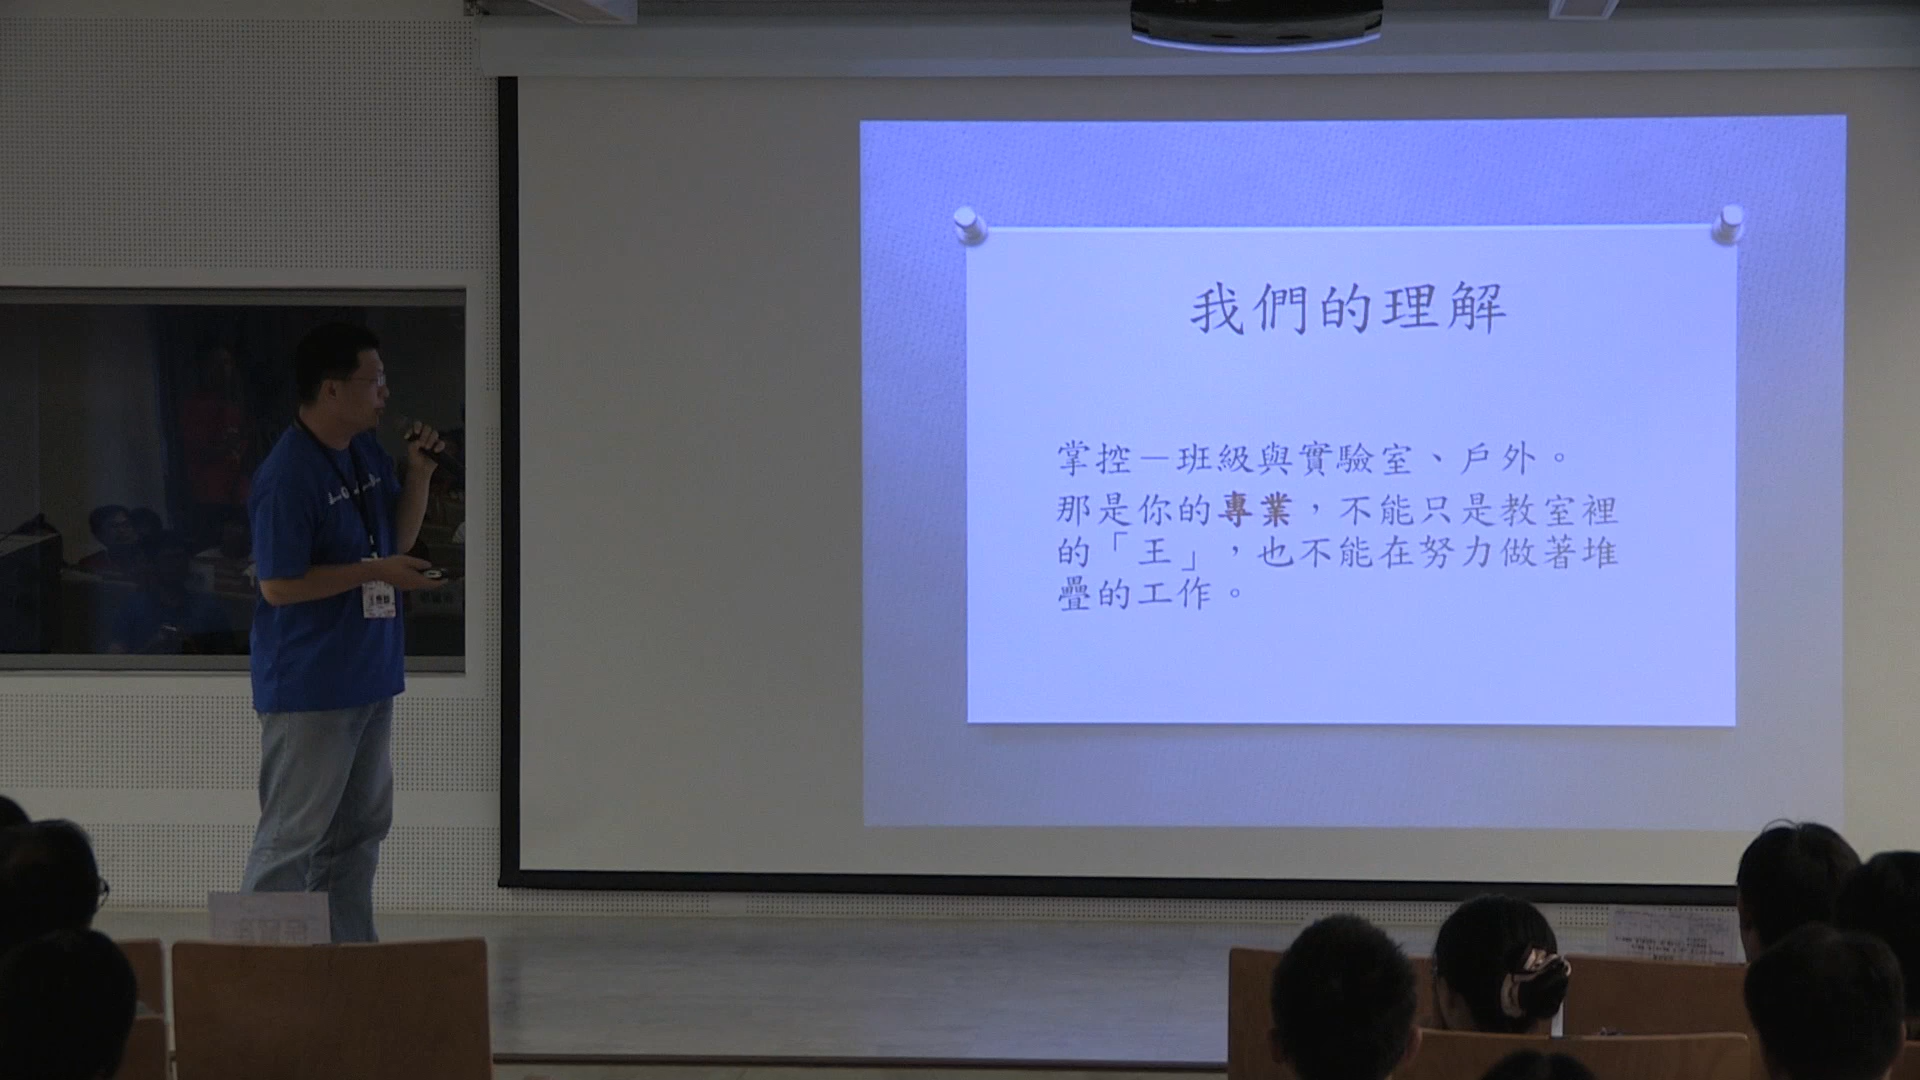 我們的理解
掌控－班級與實驗室、戶外。
那是你的專業，不能只是教室裡
的「王」，也不能在努力做著堆
疊的工作。